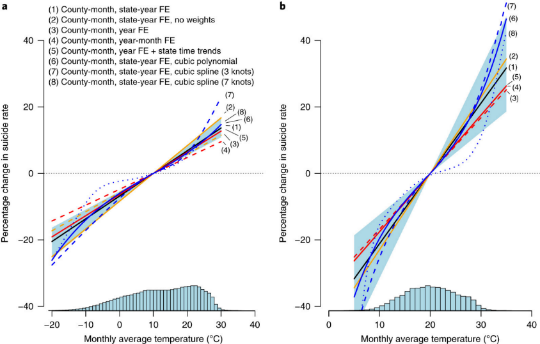 a
b
(1) County-month, state-year FE
(2) County-month, state-year FE, no weights
(3) County-month, year FE
(4) County-month, year-month FE
(5) County-month, year FE + state time trends
(6) County-month, state-year FE, cubic polynomial
(7) County-month, state-year FE, cubic spline (3 knots)
(8) County-month, state-year FE, cubic spline (7 knots)
Percentage change in suicide rate
40
20
0
−20
−40
(7)
(2)
(8)
(6)
(1)
(3)
(5)
(4)
−20
−10
0
10
20
30
40
Monthly average temperature (°C)
Percentage change in suicide rate
40
20
0
−20
−40
(7)
(6)
(8)
(2)
(1)
(5)
(4)
(3)
0
10
20
30
40
Monthly average temperature (°C)